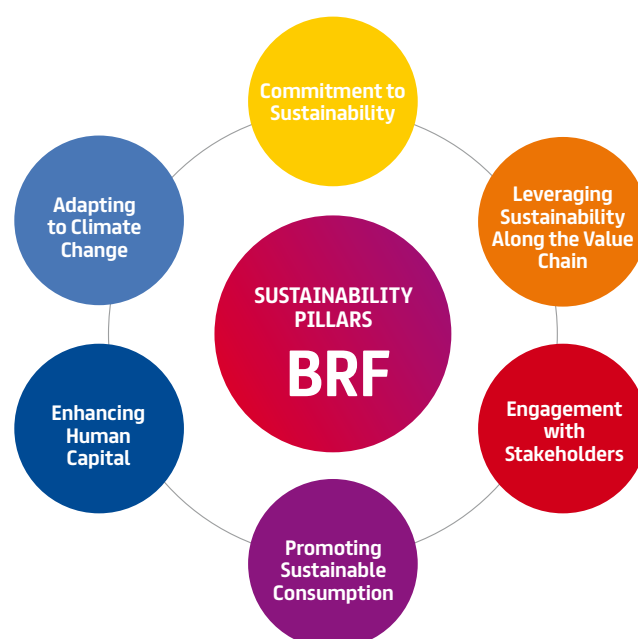 Commitment to
Sustainability
Leveraging
Sustainability
Along the Value
Chain
Engagement
with
Stakeholders
Promoting
Sustainable
Consumption
Enhancing
Human
Capital
Adapting
to Climate
Change
SUSTAINABILITY
PILLARS
BRF